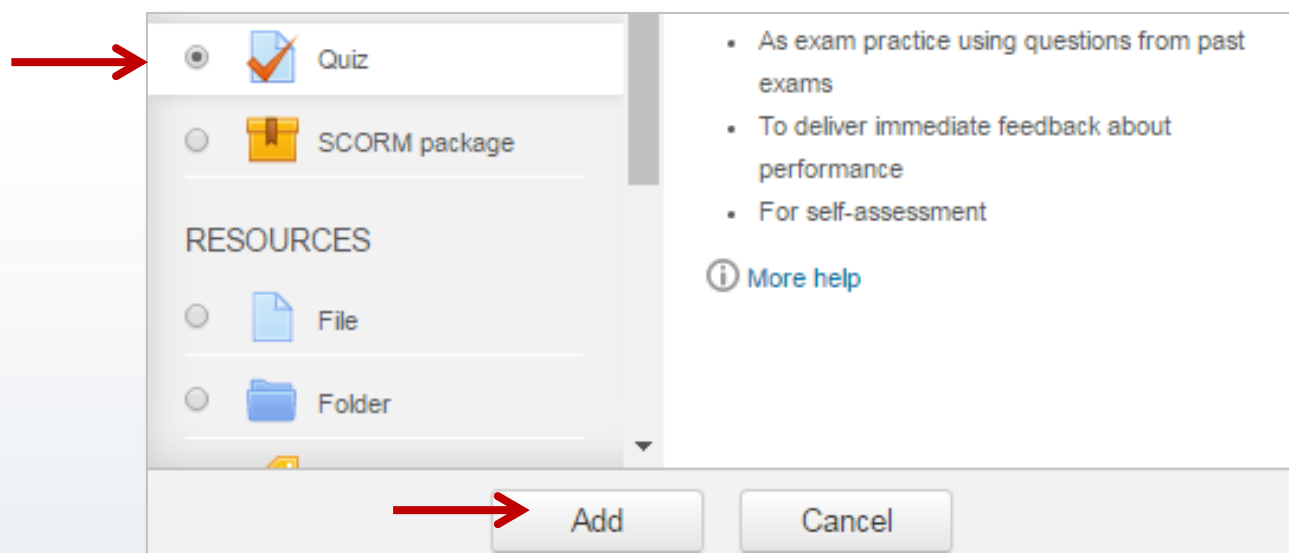 Quiz
SCORM package
RESOURCES
File
Folder
• As exam practice using questions from past
exams
• To deliver immediate feedback about
performance
• For self-assessment
More help
Add
Cancel